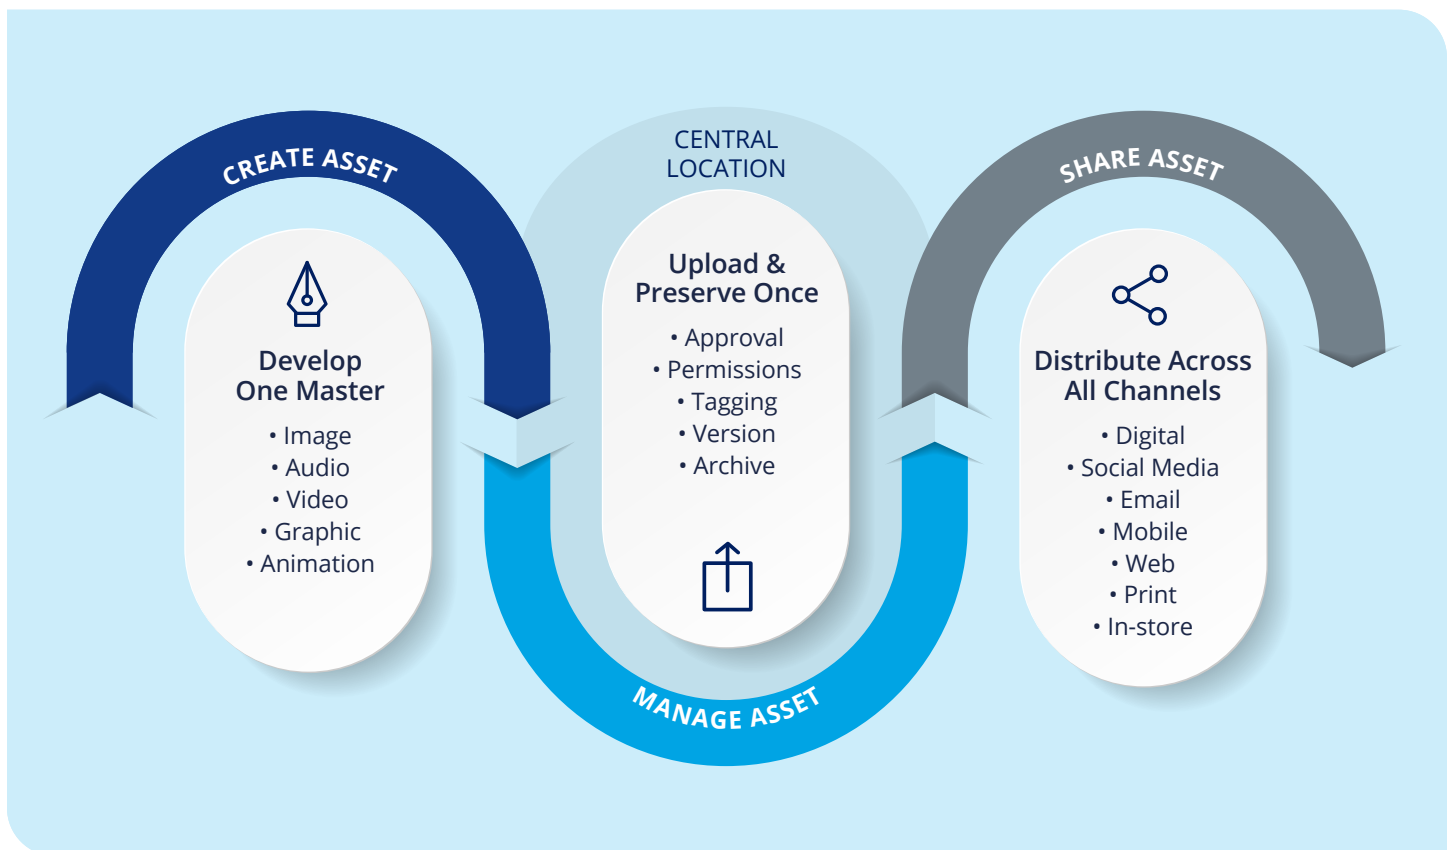 CREATE ASSET
Develop
One Master
• Image
• Audio
• Video
• Graphic
• Animation
CENTRAL
LOCATION
Upload &
Preserve Once
• Approval
• Permissions
• Tagging
• Version
• Archive
MANAGE ASSET
SHARE ASSET
Distribute Across
All Channels
• Digital
• Social Media
• Email
• Mobile
• Web
• Print
• In-store